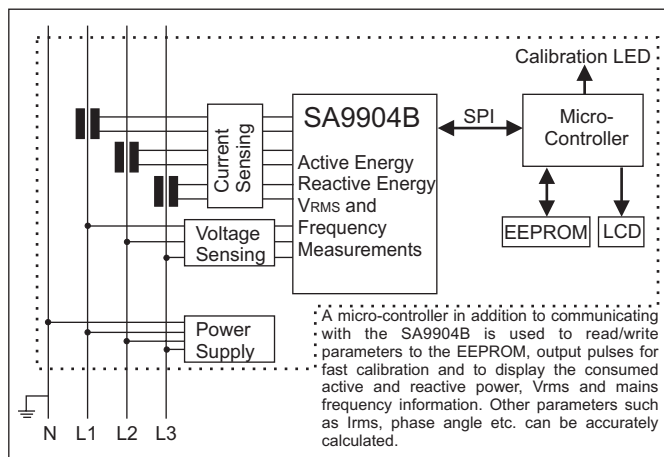 Calibration LED
SA9904B
SPI
Micro-
Controller
Current
Sensing
Active Energy
Reactive Energy
VRMS and
Frequency
Measurements
Voltage
Sensing
EEPROM
LCD
Power
Supply
A micro-controller in addition to communicating
with the SA9904B is used to read/write
parameters to the EEPROM, output pulses for
fast calibration and to display the consumed
active and reactive power, Vrms and mains
frequency information. Other parameters such
as Irms, phase angle etc. can be accurately
calculated.
N L1 L2 L3